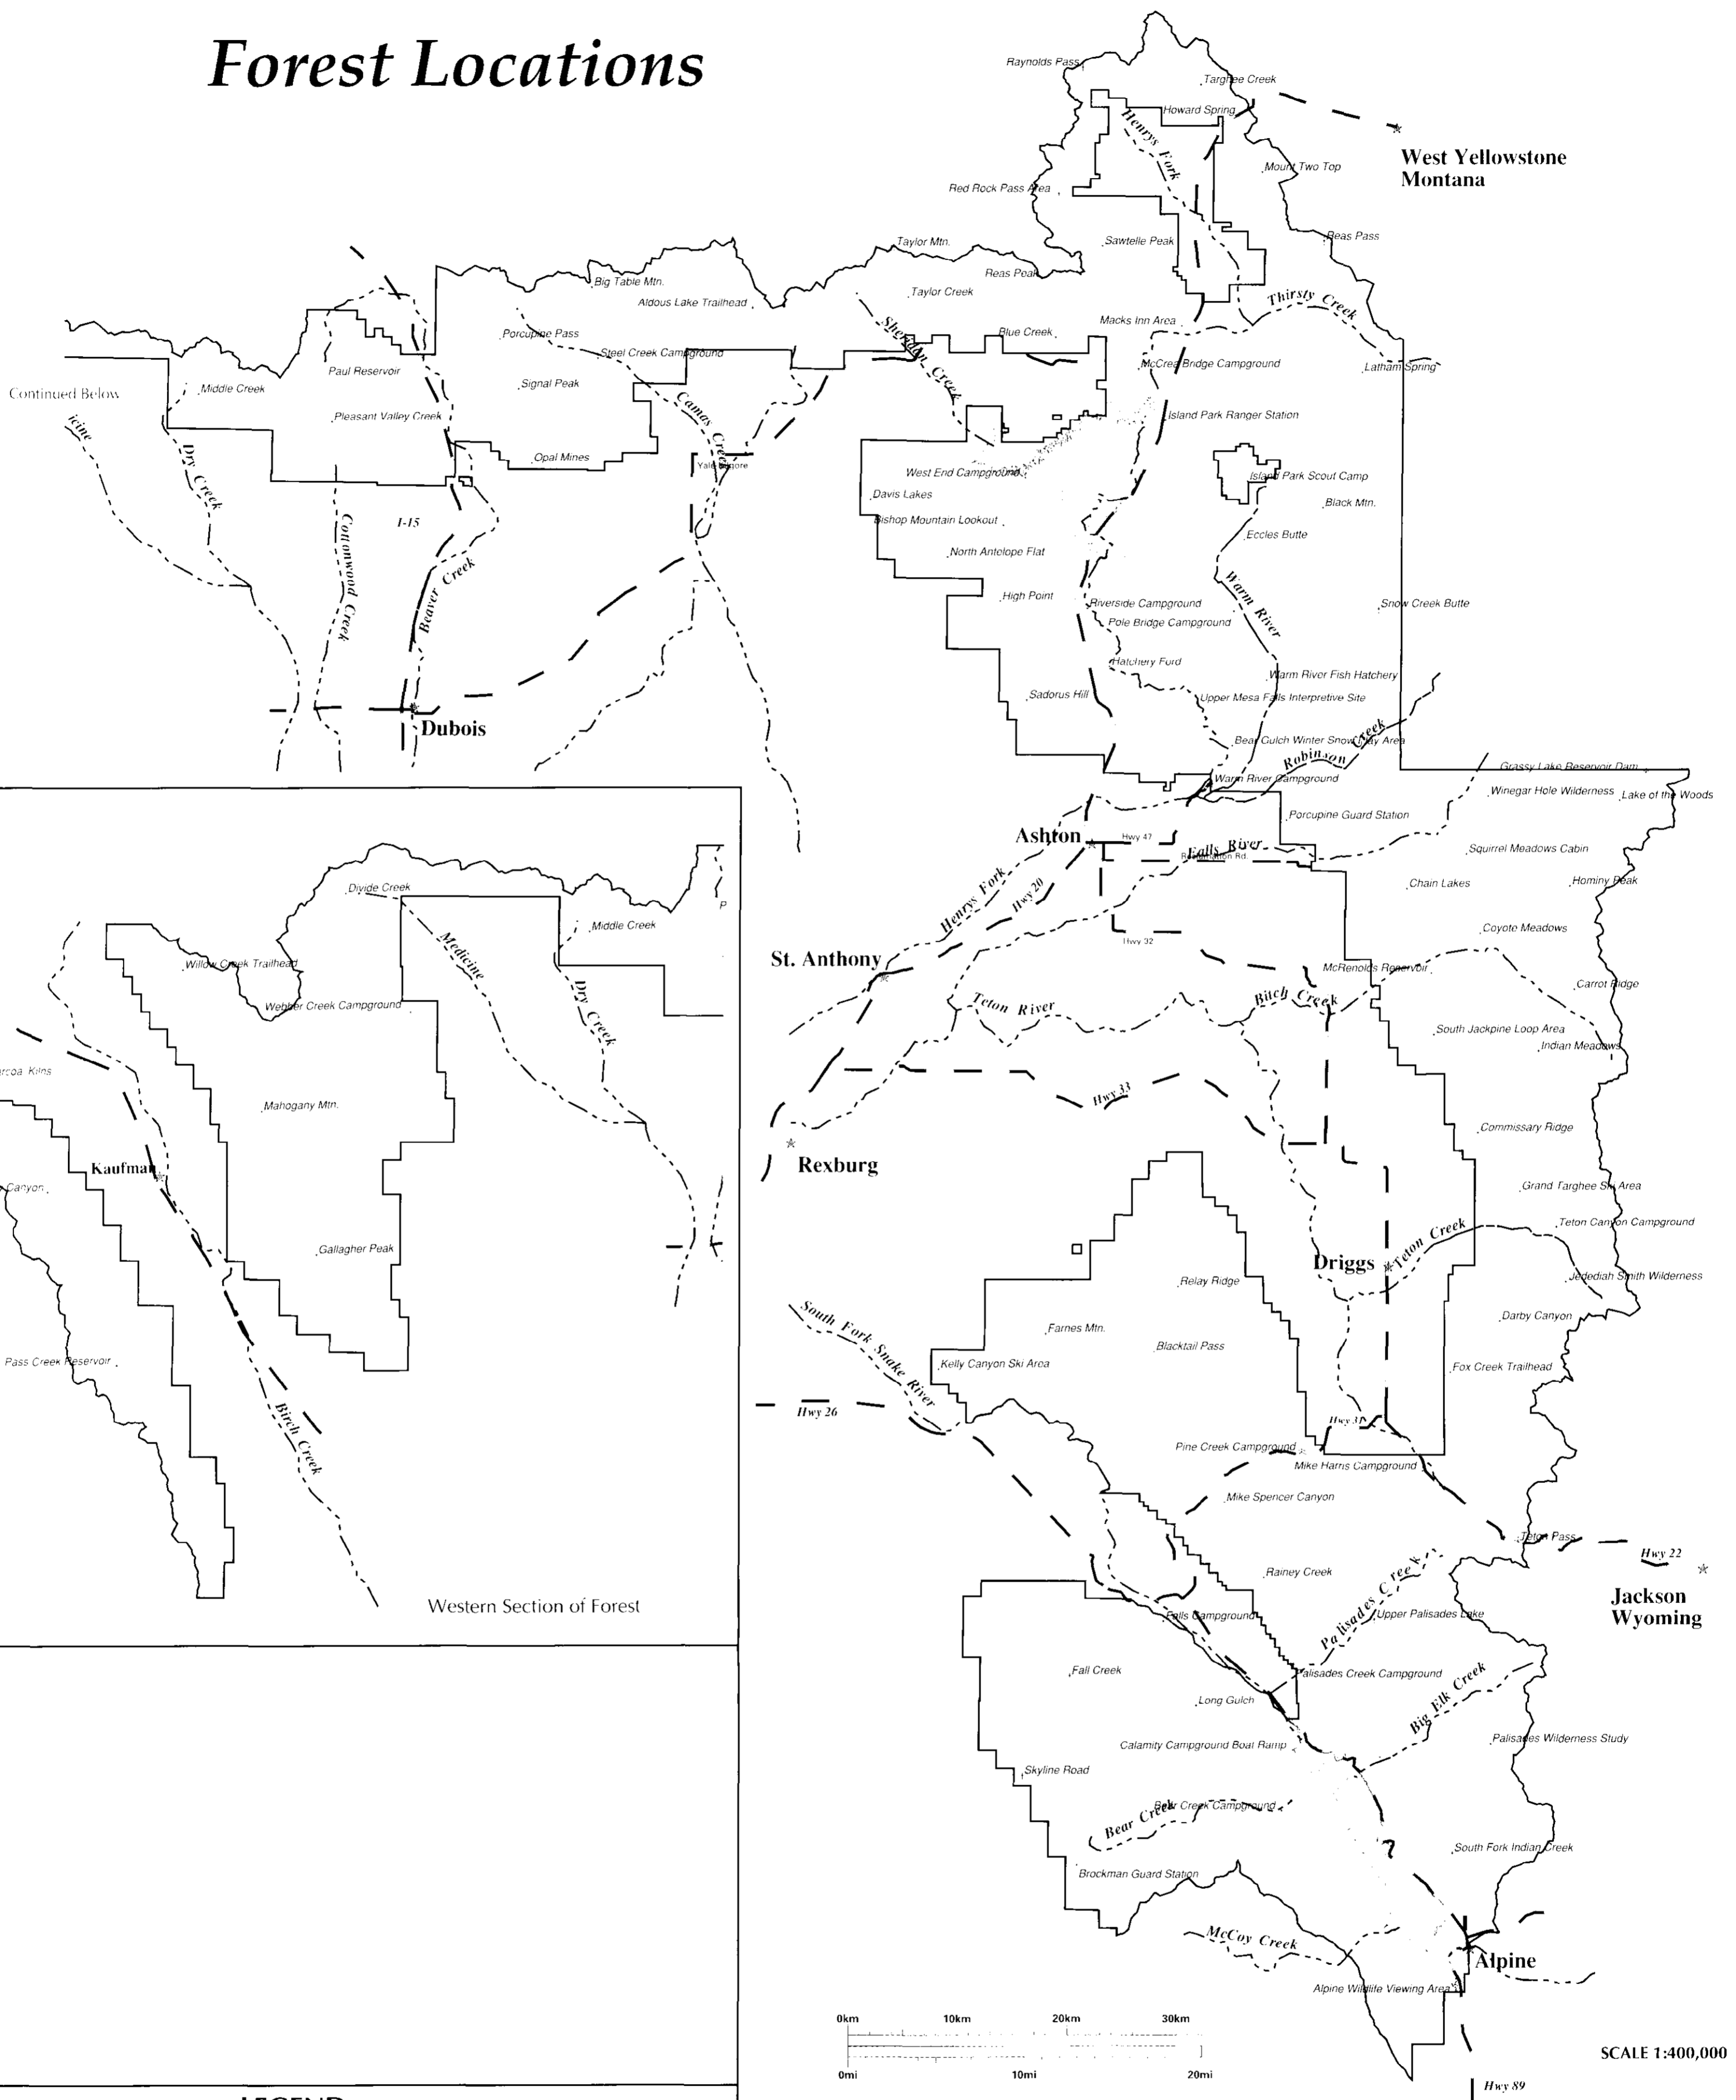 Forest Locations
Raynolds Pass
Targhee Creek
Howard Spring
Henrys Fork
West Yellowstone
Montana
Mount Two Top
Red Rock Pass Area
Sawtelle Peak
Reas Pass
Taylor Mtn.
Reas Peak
Big Table Mtn.
Aldous Lake Trailhead
Taylor Creek
Thirsty Creek
Sheridan Creek
Macks Inn Area
Porcupine Pass
Blue Creek
Steel Creek Campground
McCrea Bridge Campground
Latham Spring
Paul Reservoir
Signal Peak
Middle Creek
Continued Below
Camas Creek
Pleasant Valley Creek
Island Park Ranger Station
icine
Dry Creek
Opal Mines
West End Campground
Island Park Scout Camp
Davis Lakes
Black Mtn.
I-15
Bishop Mountain Lookout
Eccles Butte
Cottonwood Creek
North Antelope Flat
Beaver Creek
Warm River
High Point
Riverside Campground
Snow Creek Butte
Pole Bridge Campground
Hatchery Ford
Warm River Fish Hatchery
Sadorus Hill
Upper Mesa Falls Interpretive Site
Dubois
Bear Gulch Winter Snow Play Area
Robinson Creek
Grassy Lake Reservoir Dam
Warm River Campground
Winegar Hole Wilderness
Lake of the Woods
Porcupine Guard Station
Ashton
Hwy 47
Falls River
Squirrel Meadows Cabin
Henrys Fork
Hwy 20
Chain Lakes
Hominy Peak
Hwy 32
Coyote Meadows
St. Anthony
McRenolds Reservoir
Carrot Ridge
Teton River
Bitch Creek
South Jackpine Loop Area
Indian Meadows
Hwy 33
Commissary Ridge
Rexburg
Grand Targhee Ski Area
Teton Canyon Campground
Driggs
Teton Creek
Jedediah Smith Wilderness
Relay Ridge
Darby Canyon
South Fork Snake River
Farnes Mtn.
Blacktail Pass
Kelly Canyon Ski Area
Fox Creek Trailhead
Hwy 26
Hwy 31
Pine Creek Campground
Mike Harris Campground
Mike Spencer Canyon
Teton Pass
Hwy 22
Rainey Creek
Jackson
Wyoming
Palisades Creek
Falls Campground
Upper Palisades Lake
Fall Creek
Palisades Creek Campground
Long Gulch
Big Elk Creek
Calamity Campground Boat Ramp
Palisades Wilderness Study
Skyline Road
Bear Creek
Bear Creek Campground
South Fork Indian Creek
Brockman Guard Station
McCoy Creek
Alpine
Alpine Wildlife Viewing Area
0km 10km 20km 30km
0mi 10mi 20mi
SCALE 1:400,000
Hwy 89
Divide Creek
P
Middle Creek
Medicine
Willow Creek Trailhead
Webber Creek Campground
Dry Creek
rcoal Kilns
Mahogany Mtn.
Kaufman
Canyon
Gallagher Peak
Pass Creek Reservoir
Birch Creek
Western Section of Forest